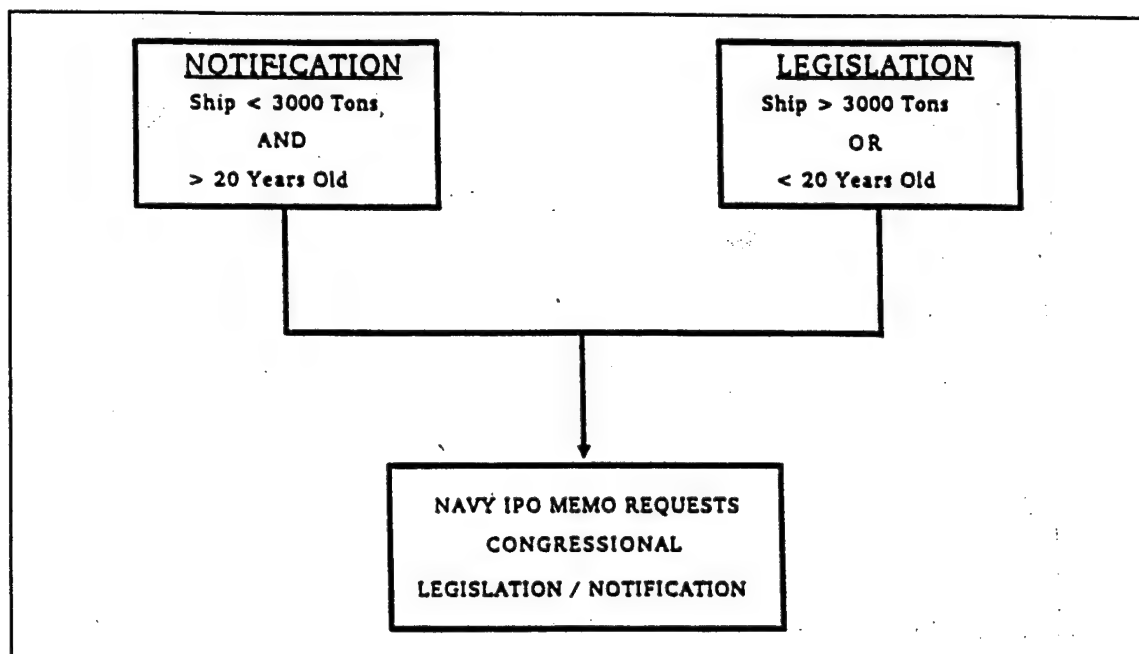 NOTIFICATION
Ship < 3000 Tons,
AND
> 20 Years Old
LEGISLATION
Ship > 3000 Tons
OR
< 20 Years Old
NAVY IPO MEMO REQUESTS
CONGRESSIONAL
LEGISLATION / NOTIFICATION